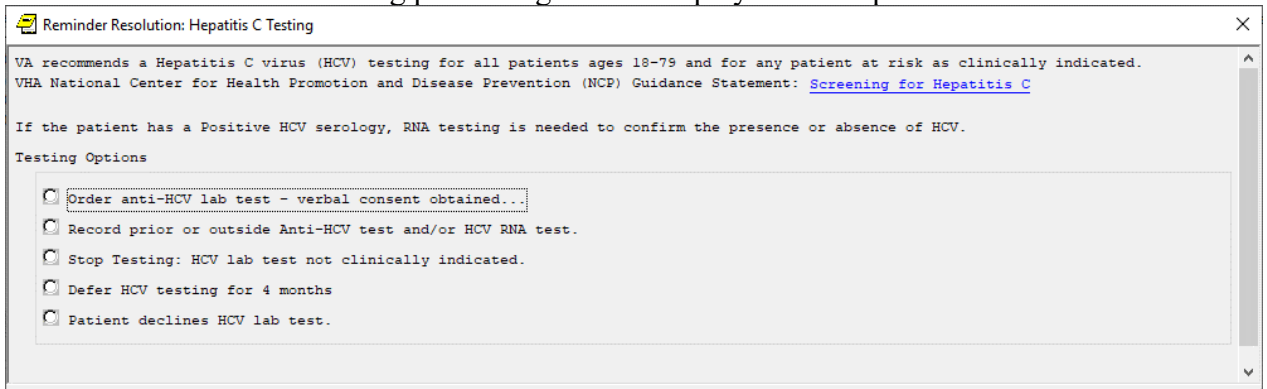 Reminder Resolution: Hepatitis C Testing
VA recommends a Hepatitis C virus (HCV) testing for all patients ages 18-79 and for any patient at risk as clinically indicated.
VHA National Center for Health Promotion and Disease Prevention (NCP) Guidance Statement: Screening for Hepatitis C
If the patient has a Positive HCV serology, RNA testing is needed to confirm the presence or absence of HCV.
Testing Options
Order anti-HCV lab test - verbal consent obtained...
Record prior or outside Anti-HCV test and/or HCV RNA test.
Stop Testing: HCV lab test not clinically indicated.
Defer HCV testing for 4 months
Patient declines HCV lab test.